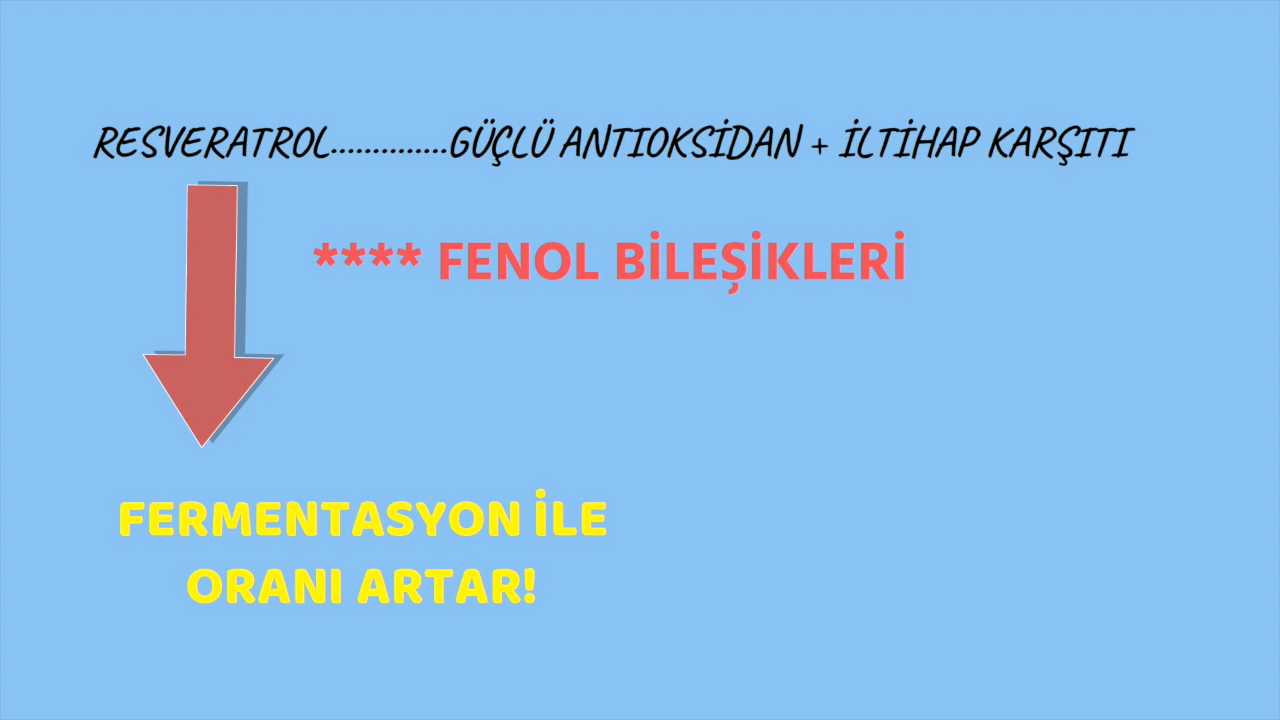 RESVERATROL..............GÜÇLÜ ANTIOKSİDAN + İLTİHAP KARŞITI
**** FENOL BİLEŞİKLERİ
FERMENTASYON İLE
ORANI ARTAR!